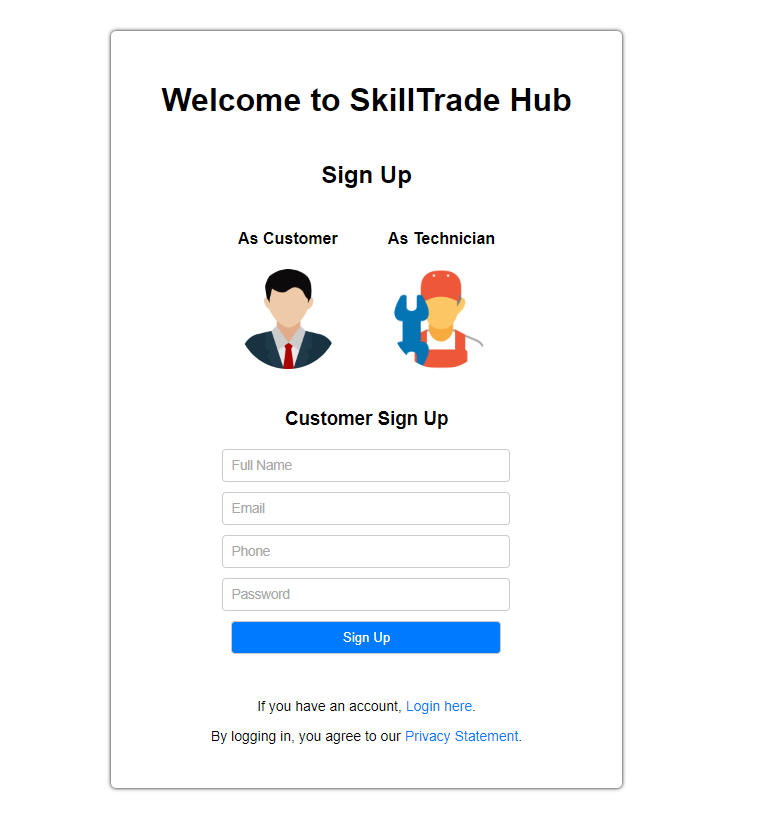 Welcome to SkillTrade Hub
Sign Up
As Customer As Technician
Customer Sign Up
Full Name
Email
Phone
Password
Sign Up
If you have an account, Login here.
By logging in, you agree to our Privacy Statement.